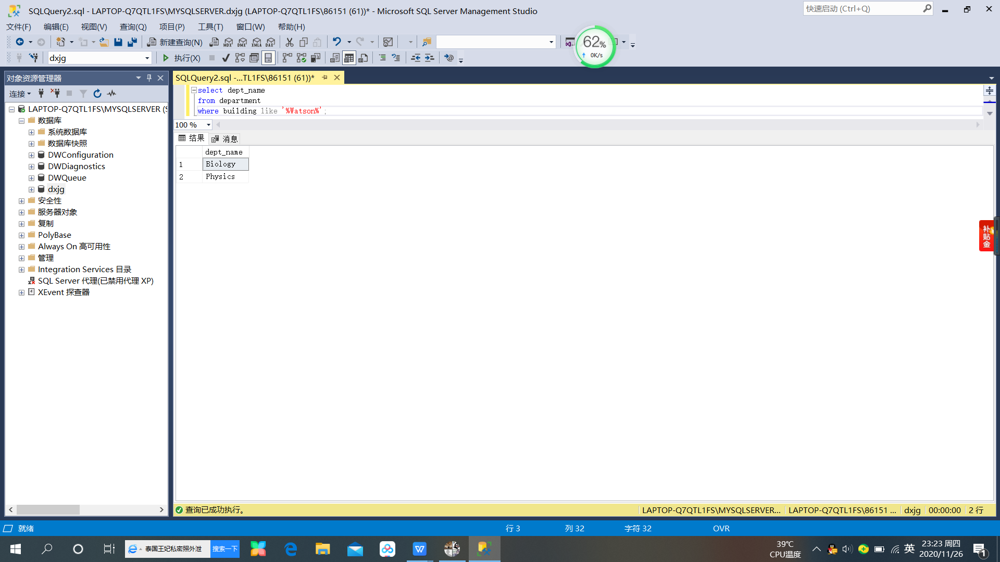 SQLQuery2.sql - LAPTOP-Q7QTL1FS\MYSQLSERVER.dxjg (LAPTOP-Q7QTL1FS\86151 (61))* - Microsoft SQL Server Management Studio
快速启动 (Ctrl+Q)
文件(F) 编辑(E) 视图(V) 查询(Q) 项目(P) 工具(T) 窗口(W) 帮助(H)
新建查询(N)
MDX DMX XMLA DAX
62%
0K/s
dxjg
执行(X)
对象资源管理器
连接
LAPTOP-Q7QTL1FS\MYSQLSERVER (S
数据库
系统数据库
数据库快照
DWConfiguration
DWDiagnostics
DWQueue
dxjg
安全性
服务器对象
复制
PolyBase
Always On 高可用性
管理
Integration Services 目录
SQL Server 代理(已禁用代理 XP)
XEvent 探查器
SQLQuery2.sql -...TL1FS\86151 (61))*
select dept_name
from department
where building like '%Watson%';
100 %
结果 消息
dept_name
1 Biology
2 Physics
补贴金
查询已成功执行。
LAPTOP-Q7QTL1FS\MYSQLSERVER... LAPTOP-Q7QTL1FS\86151 ... dxjg 00:00:00 2 行
就绪
行 3 列 32 字符 32 OVR
泰国王妃私密照外泄 搜索一下
39℃
CPU温度
英
23:23 周四
2020/11/26
1